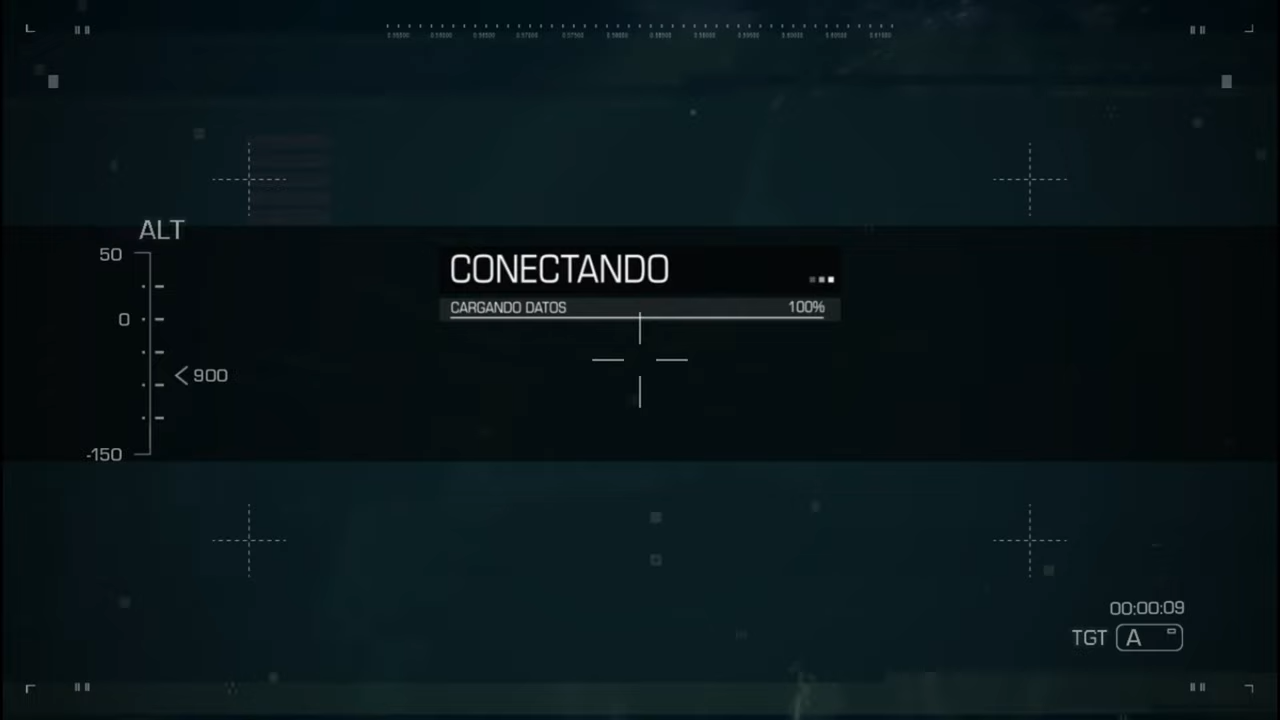 ALT
50
0
900
-150
CONECTANDO
CARGANDO DATOS 100%
00:00:09
TGT A